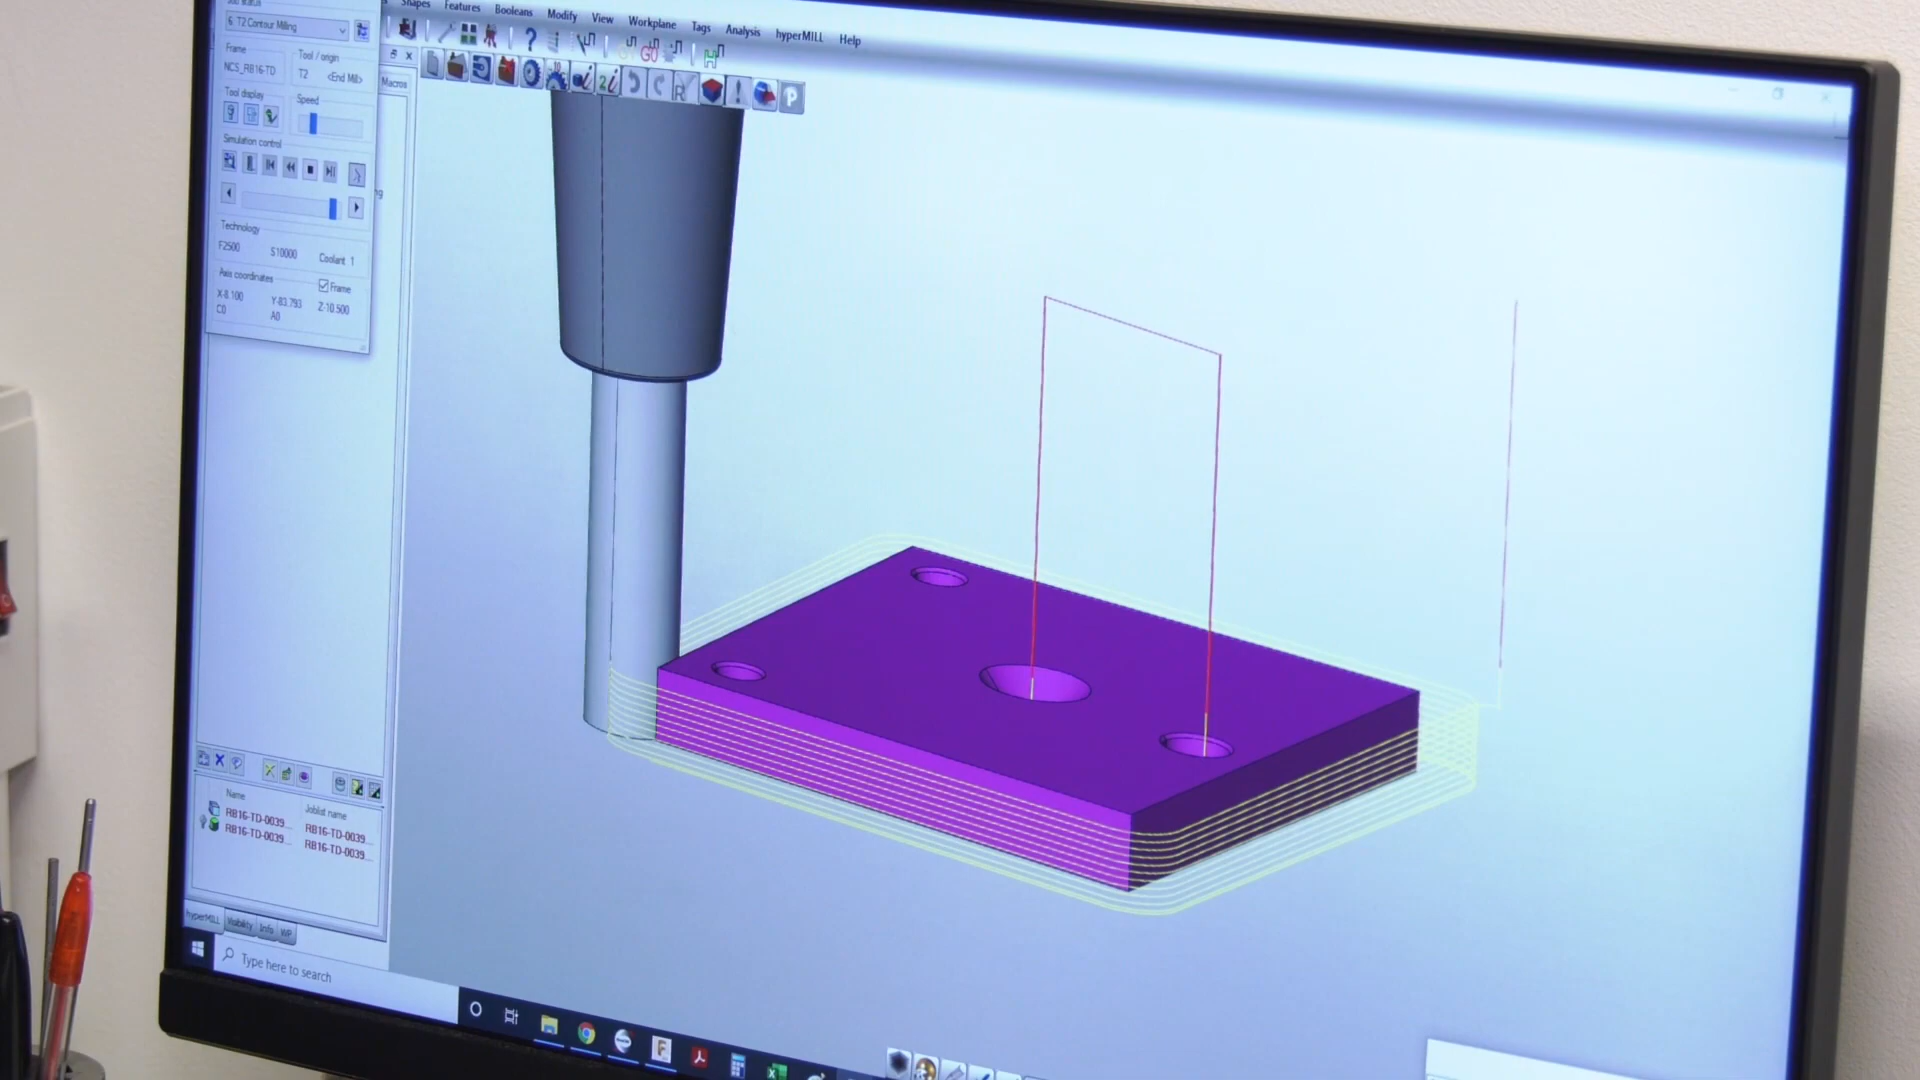 Shapes Features Booleans Modify View Workplane Tags Analysis hyperMILL Help
6: T2 Contour Milling
Frame
NCS_RB16-TD
Tool / origin
T2 <End Mill>
Tool display
Speed
Simulation control
Technology
F2500 S10000 Coolant 1
Axis coordinates
Frame
X-8.100 Y-83.793 Z-10.500
C0 A0
Macros
G0
P
Name Joblist name
RB16-TD-0039... RB16-TD-0039...
RB16-TD-0039... RB16-TD-0039...
hyperMILL Visibility Info WP
Type here to search